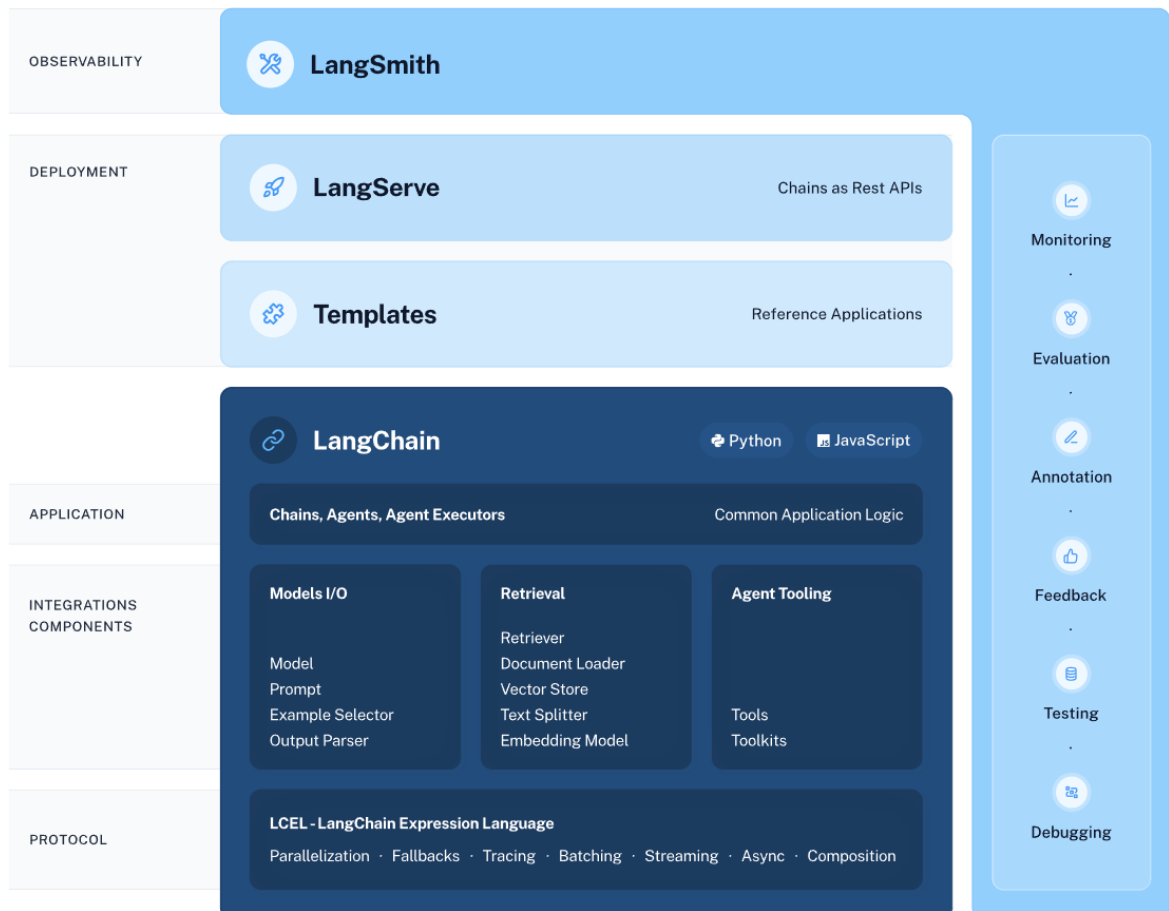 OBSERVABILITY
LangSmith
DEPLOYMENT
LangServe
Chains as Rest APIs
Templates
Reference Applications
LangChain
Python
JavaScript
APPLICATION
Chains, Agents, Agent Executors
Common Application Logic
INTEGRATIONS
COMPONENTS
Models I/O
Model
Prompt
Example Selector
Output Parser
Retrieval
Retriever
Document Loader
Vector Store
Text Splitter
Embedding Model
Agent Tooling
Tools
Toolkits
PROTOCOL
LCEL - LangChain Expression Language
Parallelization · Fallbacks · Tracing · Batching · Streaming · Async · Composition
Monitoring
·
Evaluation
·
Annotation
·
Feedback
·
Testing
·
Debugging